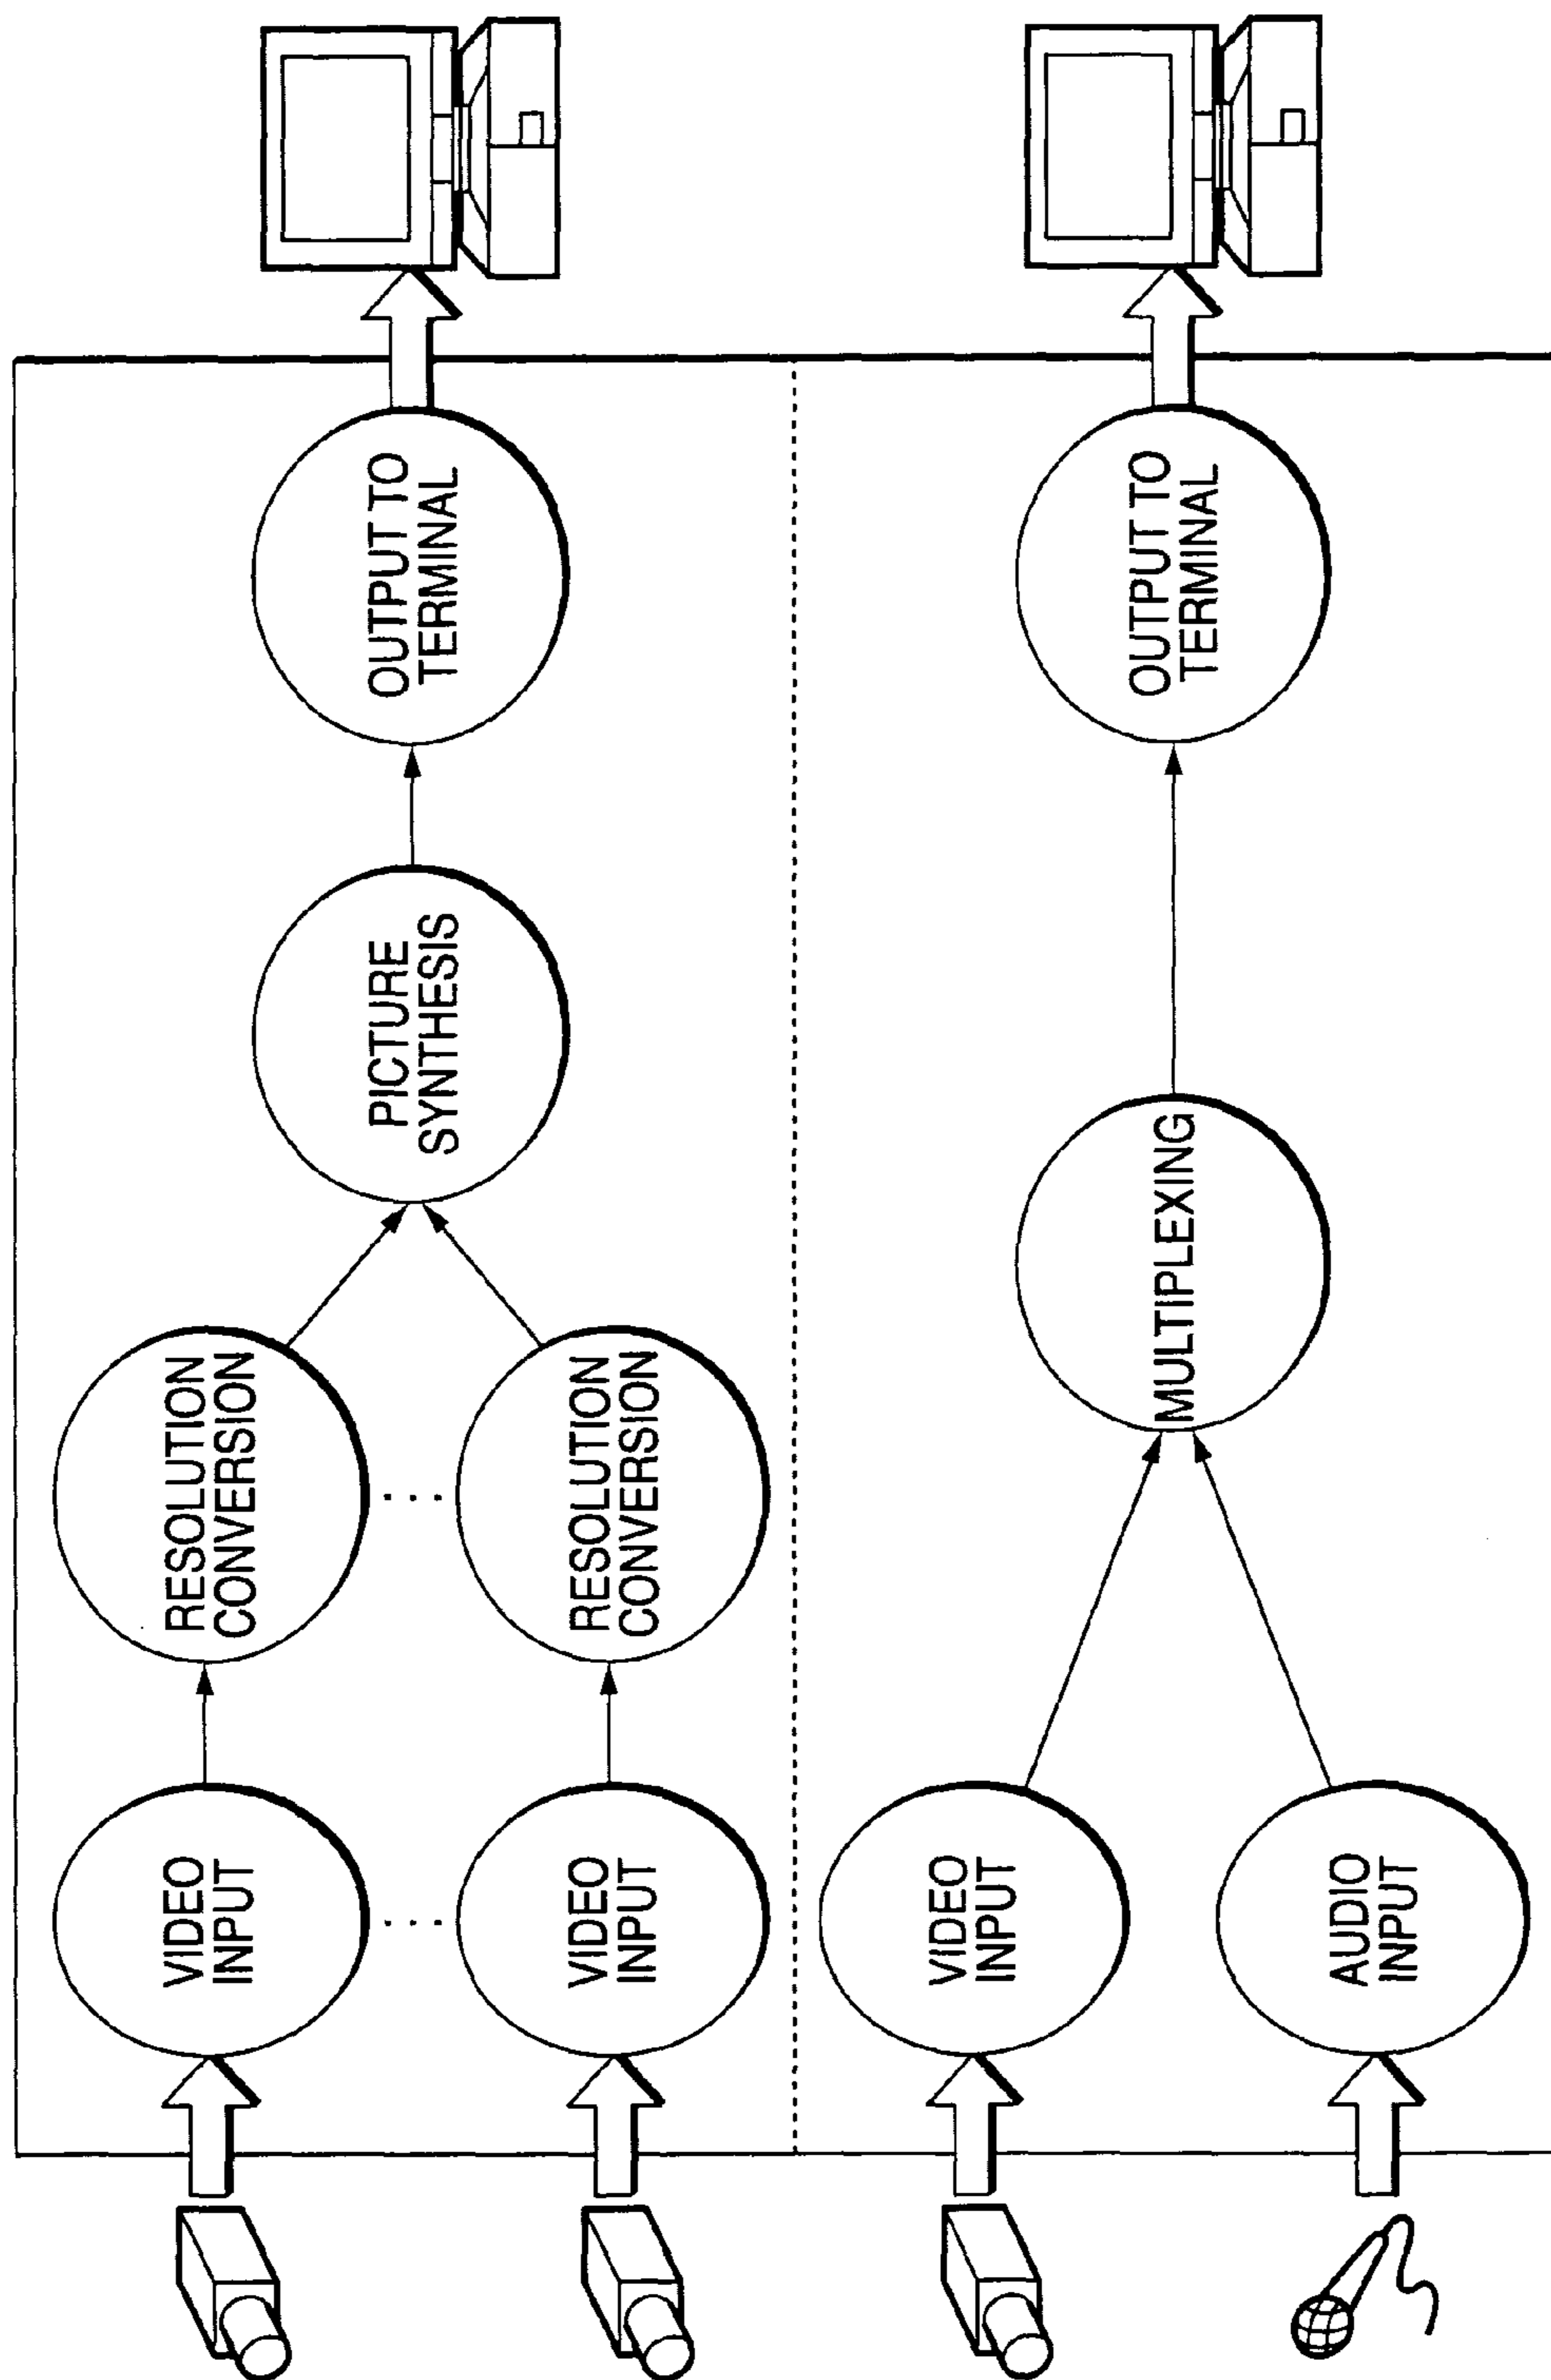 VIDEO
INPUT
RESOLUTION
CONVERSION
VIDEO
INPUT
RESOLUTION
CONVERSION
PICTURE
SYNTHESIS
OUTPUT TO
TERMINAL
VIDEO
INPUT
AUDIO
INPUT
MULTIPLEXING
OUTPUT TO
TERMINAL